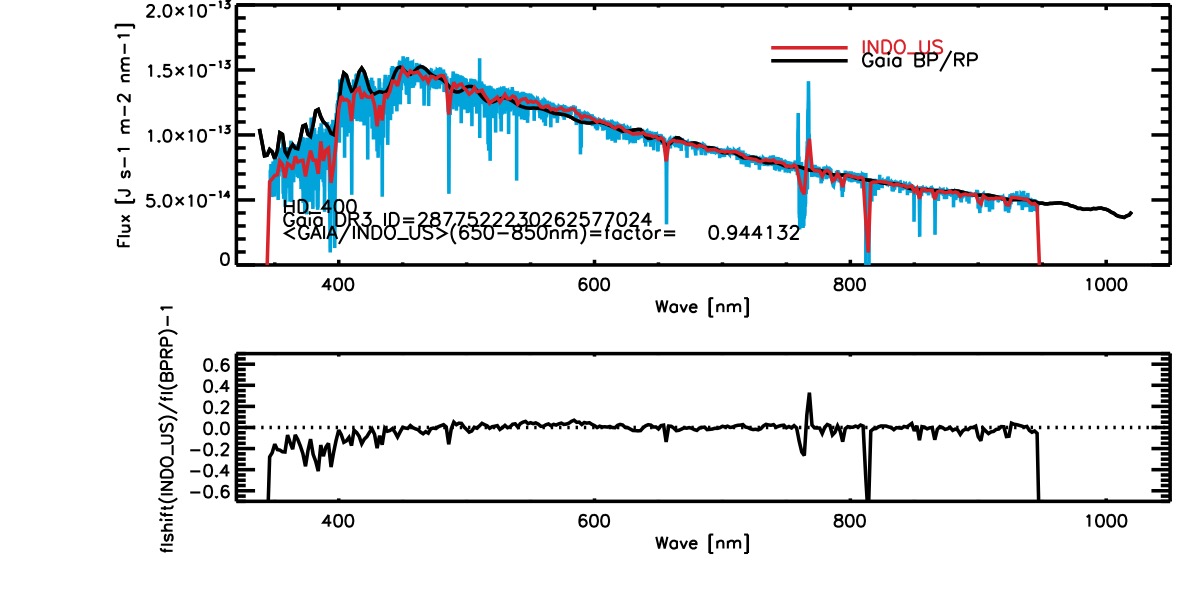 2.0×10−13
1.5×10−13
1.0×10−13
5.0×10−14
0
Flux [J s−1 m−2 nm−1]
INDO_US
Gaia BP/RP
HD−400
Gaia DR3 ID=2877522230262577024
<GAIA/INDO_US>(650−850nm)=factor= 0.944132
400 600 800 1000
Wave [nm]
flshift(INDO_US)/fl(BPRP)−1
0.6
0.4
0.2
0.0
−0.2
−0.4
−0.6
400 600 800 1000
Wave [nm]